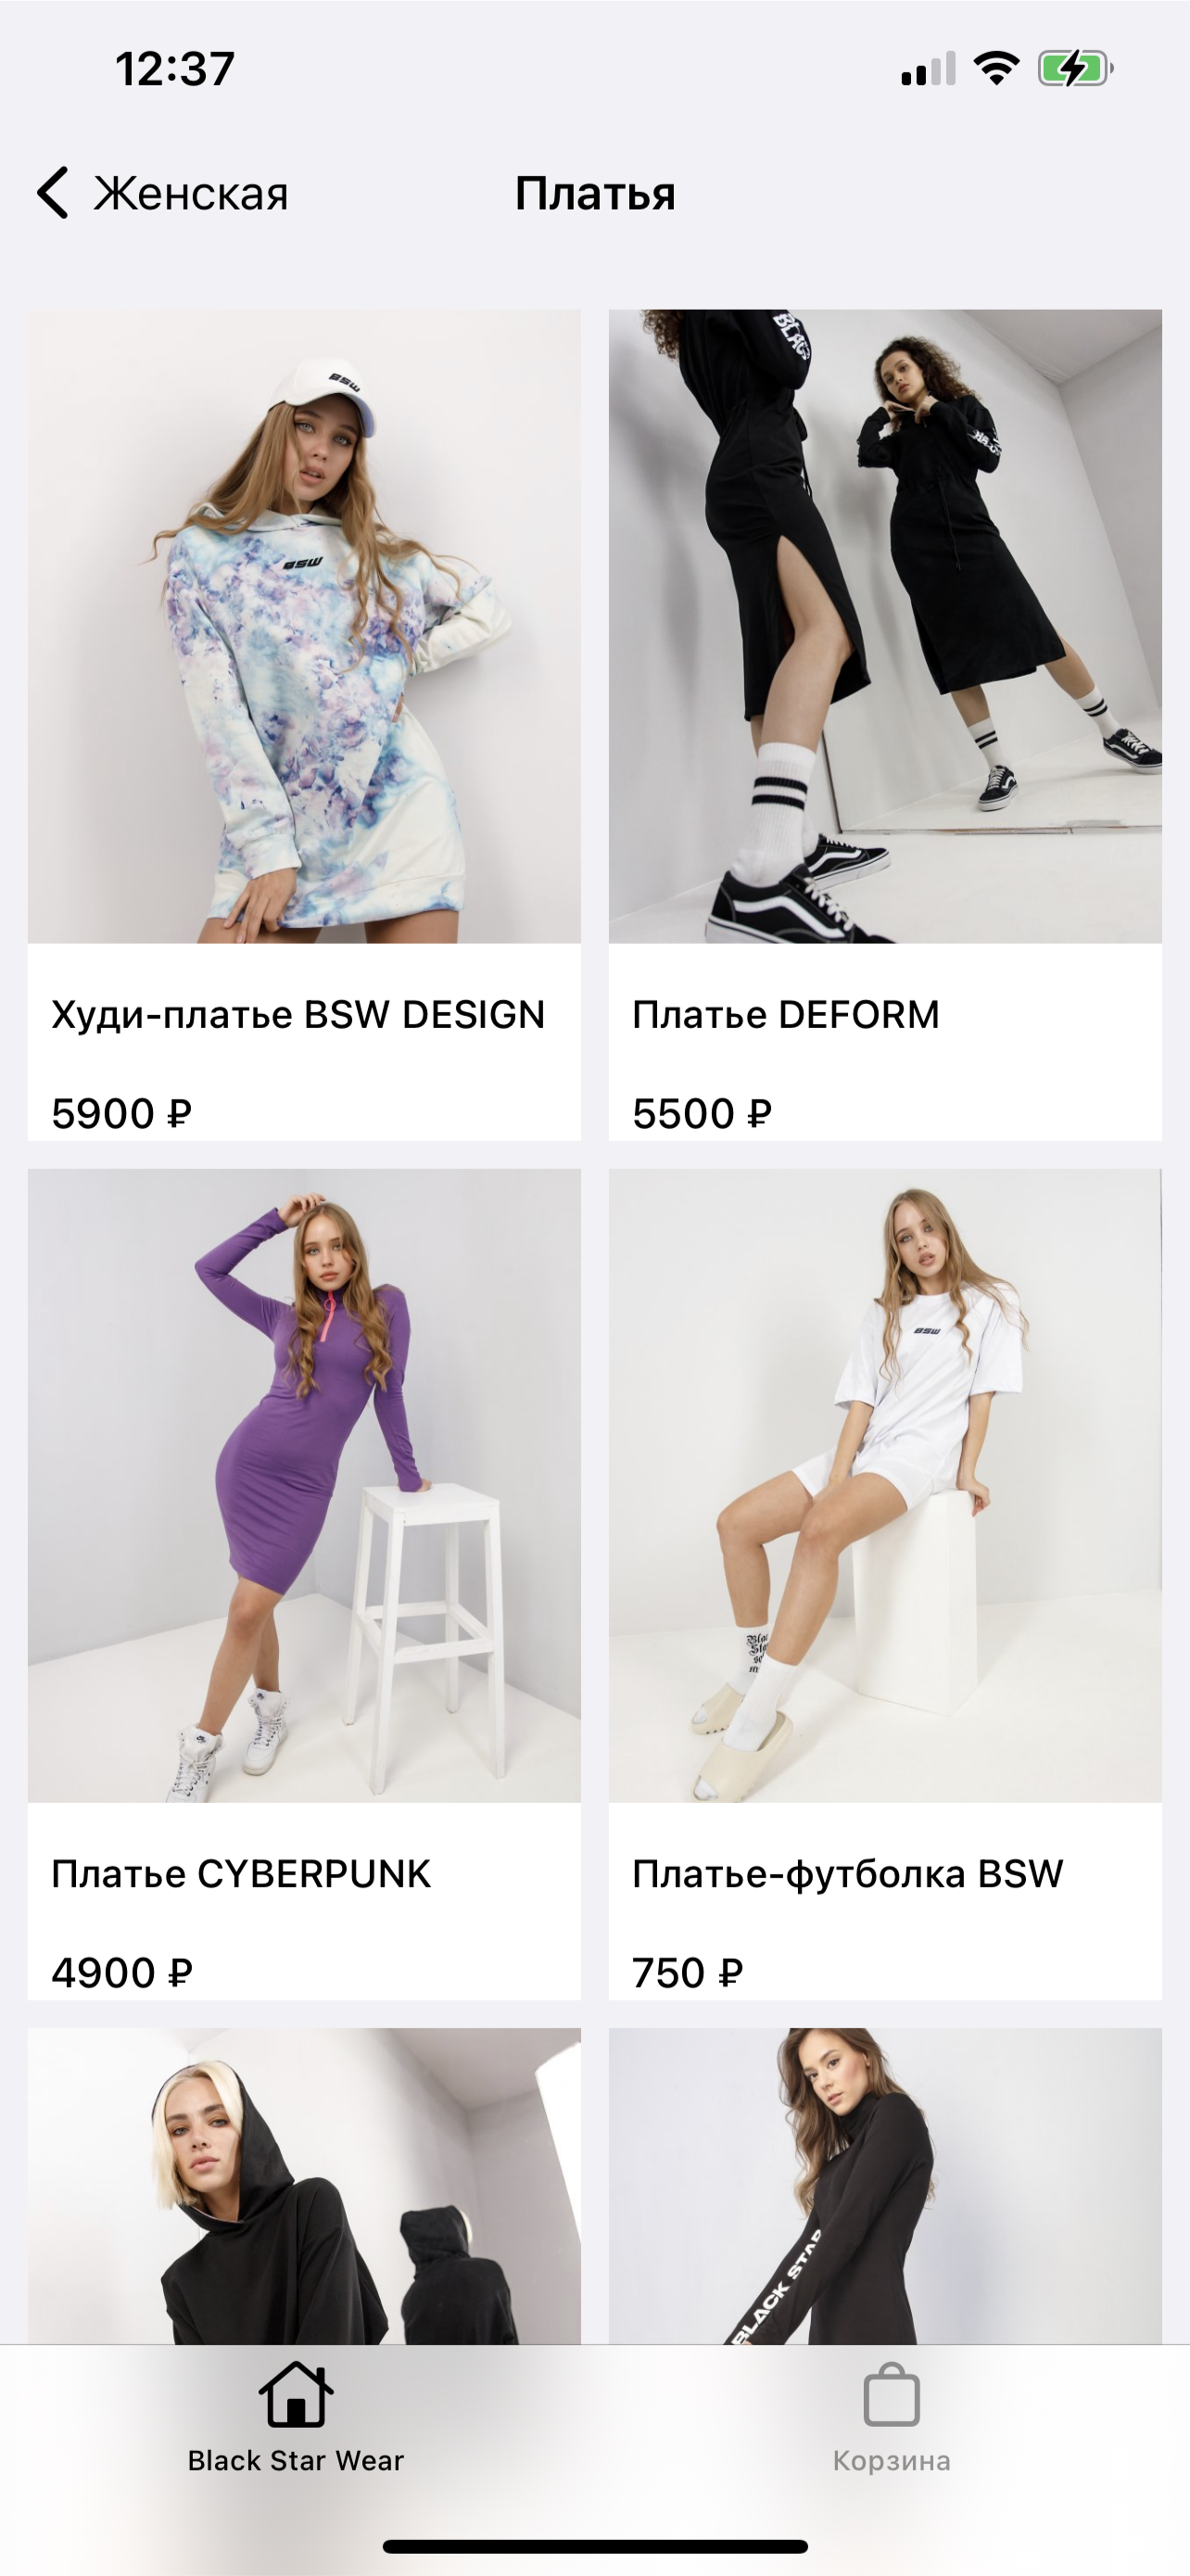 12:37
Женская
Платья
BSW
BSW
BLACK
Худи-платье BSW DESIGN
Платье DEFORM
5900 ₽
5500 ₽
BSW
Платье CYBERPUNK
Платье-футболка BSW
4900 ₽
750 ₽
BLACK STAR
Black Star Wear
Корзина